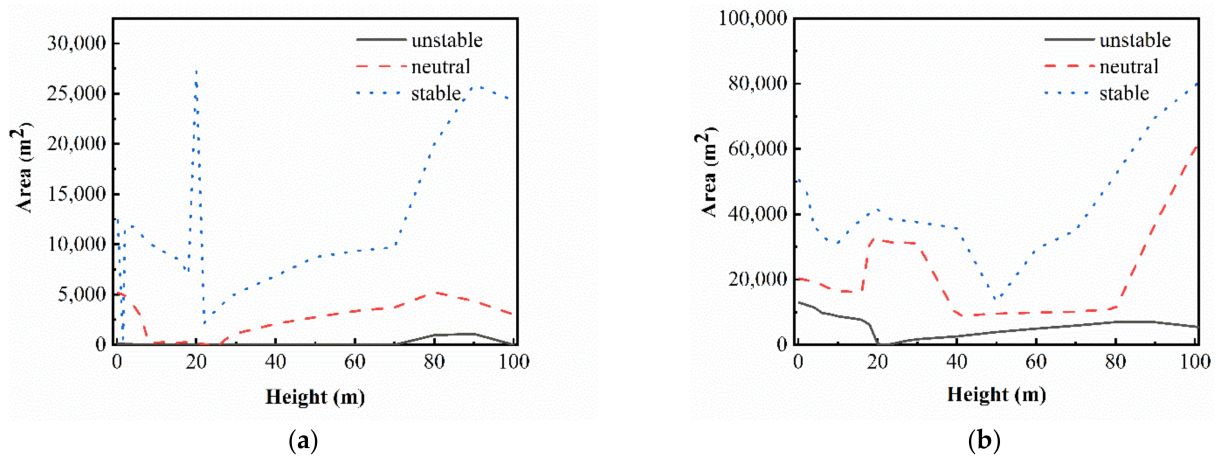 30,000
25,000
20,000
15,000
10,000
5,000
0
Area (m²)
0 20 40 60 80 100
Height (m)
unstable
neutral
stable
(a)
100,000
80,000
60,000
40,000
20,000
0
Area (m²)
0 20 40 60 80 100
Height (m)
unstable
neutral
stable
(b)